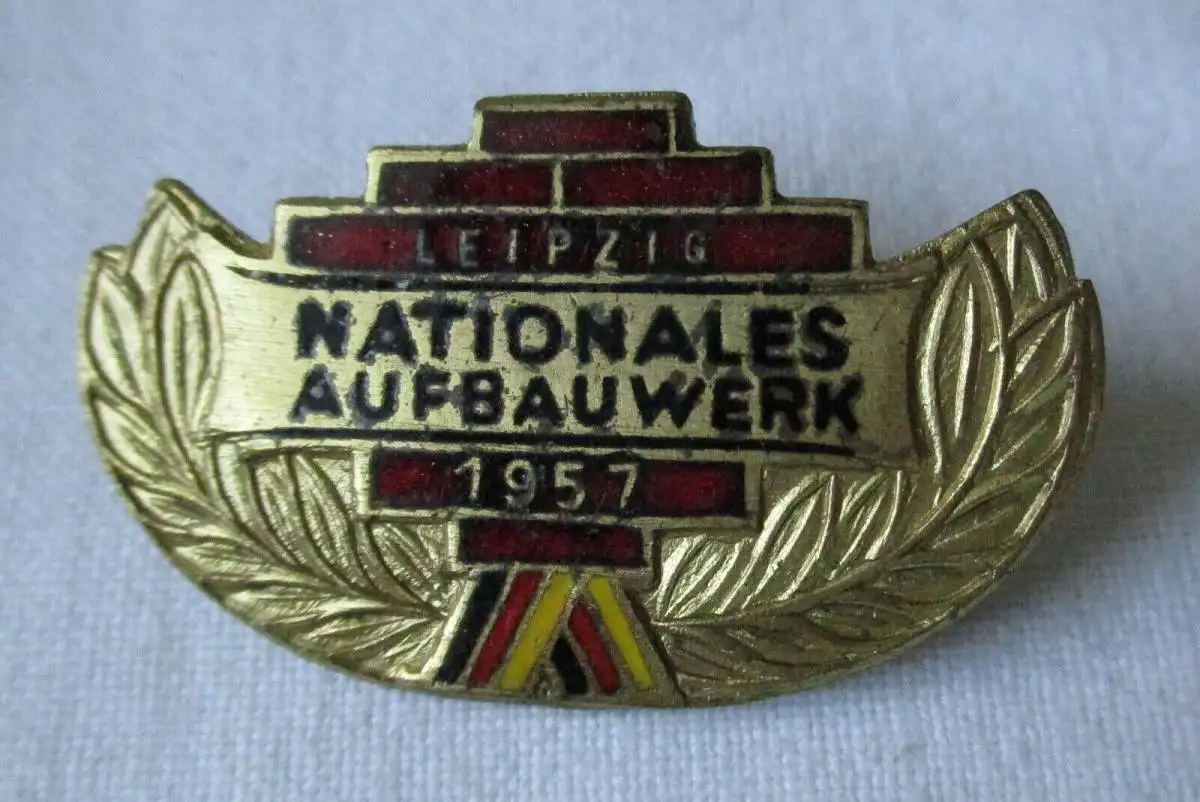 LEIPZIG
NATIONALES
AUFBAUWERK
1957